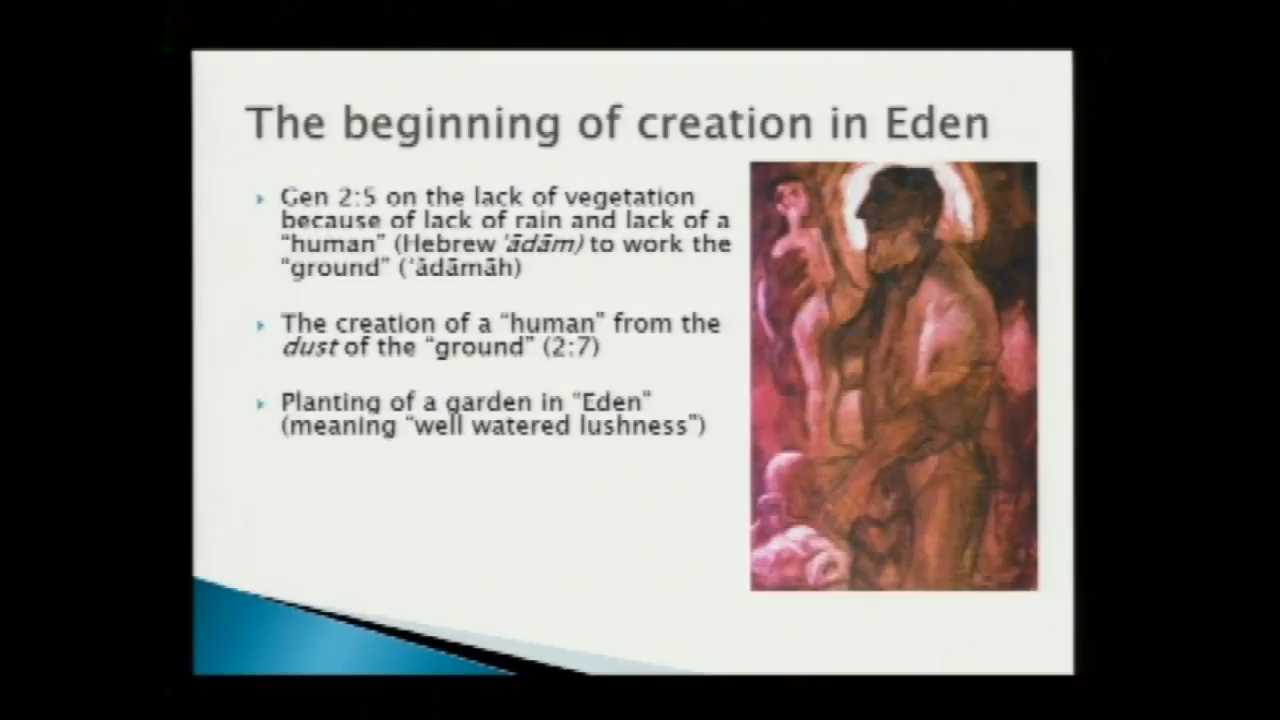 The beginning of creation in Eden
Gen 2:5 on the lack of vegetation
because of lack of rain and lack of a
“human” (Hebrew ’ādām) to work the
“ground” (’ādāmāh)
The creation of a “human” from the
dust of the “ground” (2:7)
Planting of a garden in “Eden”
(meaning “well watered lushness”)